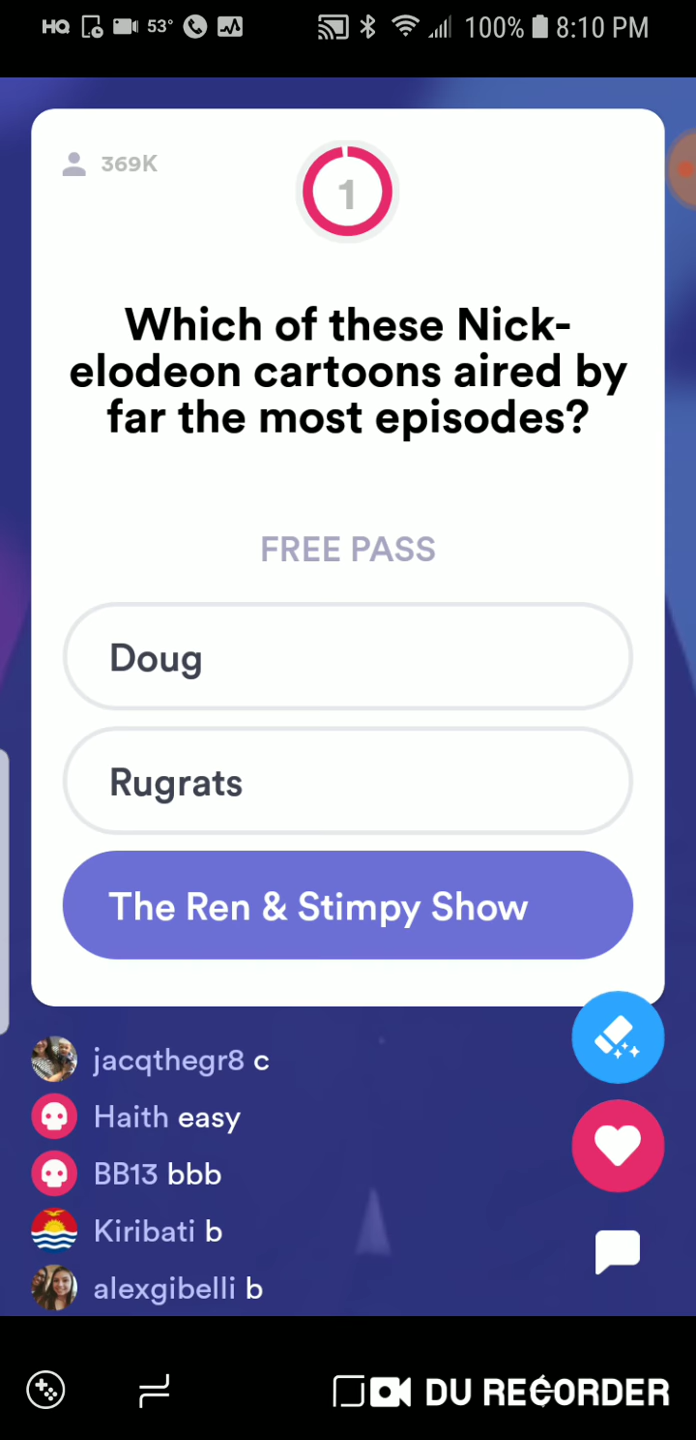 HQ 53° 100% 8:10 PM
369K
1
Which of these Nick-
elodeon cartoons aired by
far the most episodes?
FREE PASS
Doug
Rugrats
The Ren & Stimpy Show
jacqthegr8 c
Haith easy
BB13 bbb
Kiribati b
alexgibelli b
DU RECORDER